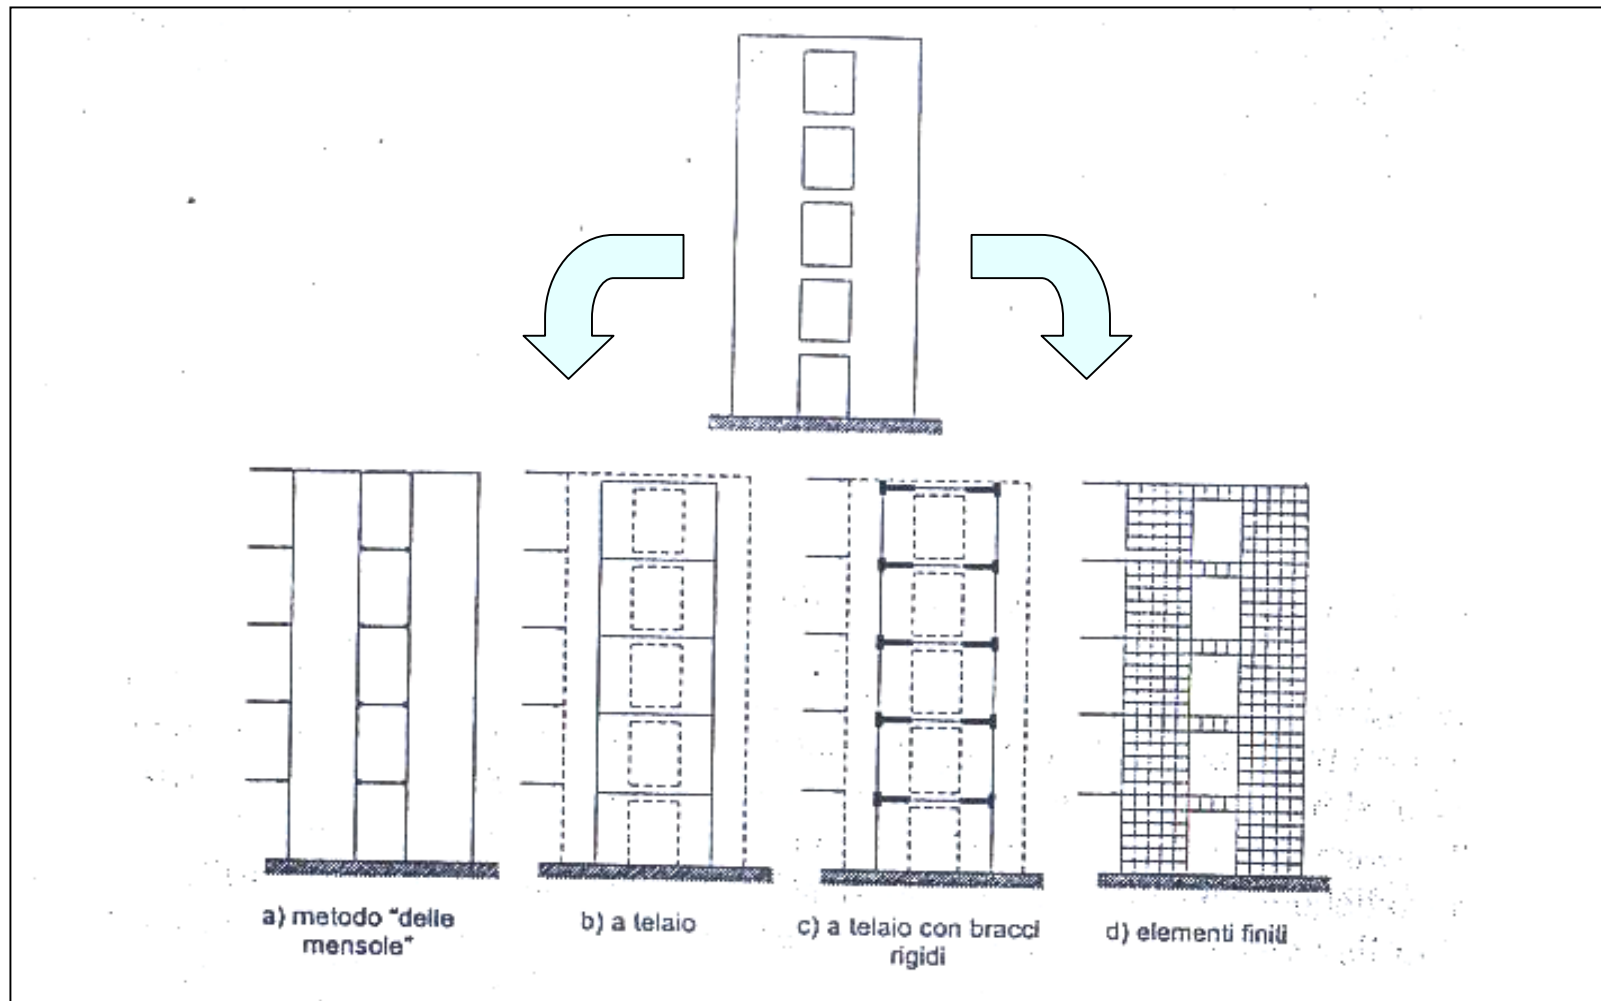 a) metodo "delle
mensole"
b) a telaio
c) a telaio con bracci
rigidi
d) elementi finiti